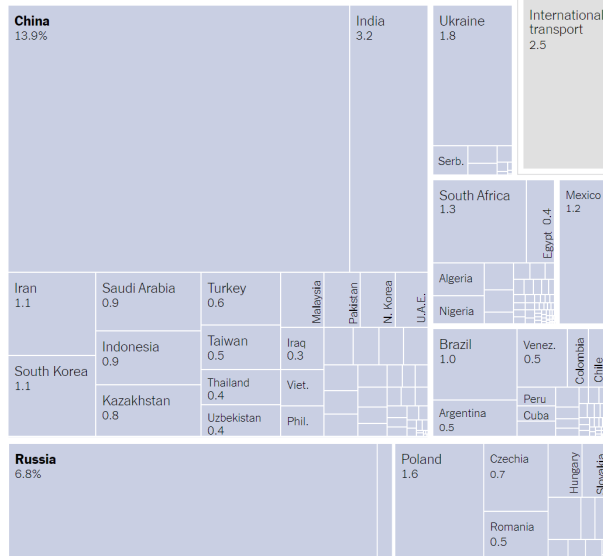 China
13.9%
India
3.2
Ukraine
1.8
International
transport
2.5
Serb.
South Africa
1.3
Egypt 0.4
Mexico
1.2
Algeria
Nigeria
Iran
1.1
Saudi Arabia
0.9
Turkey
0.6
Malaysia
Pakistan
N. Korea
U.A.E.
South Korea
1.1
Indonesia
0.9
Taiwan
0.5
Iraq
0.3
Kazakhstan
0.8
Thailand
0.4
Viet.
Uzbekistan
0.4
Phil.
Brazil
1.0
Venez.
0.5
Colombia
Chile
Peru
Cuba
Argentina
0.5
Russia
6.8%
Poland
1.6
Czechia
0.7
Hungary
Slovakia
Romania
0.5